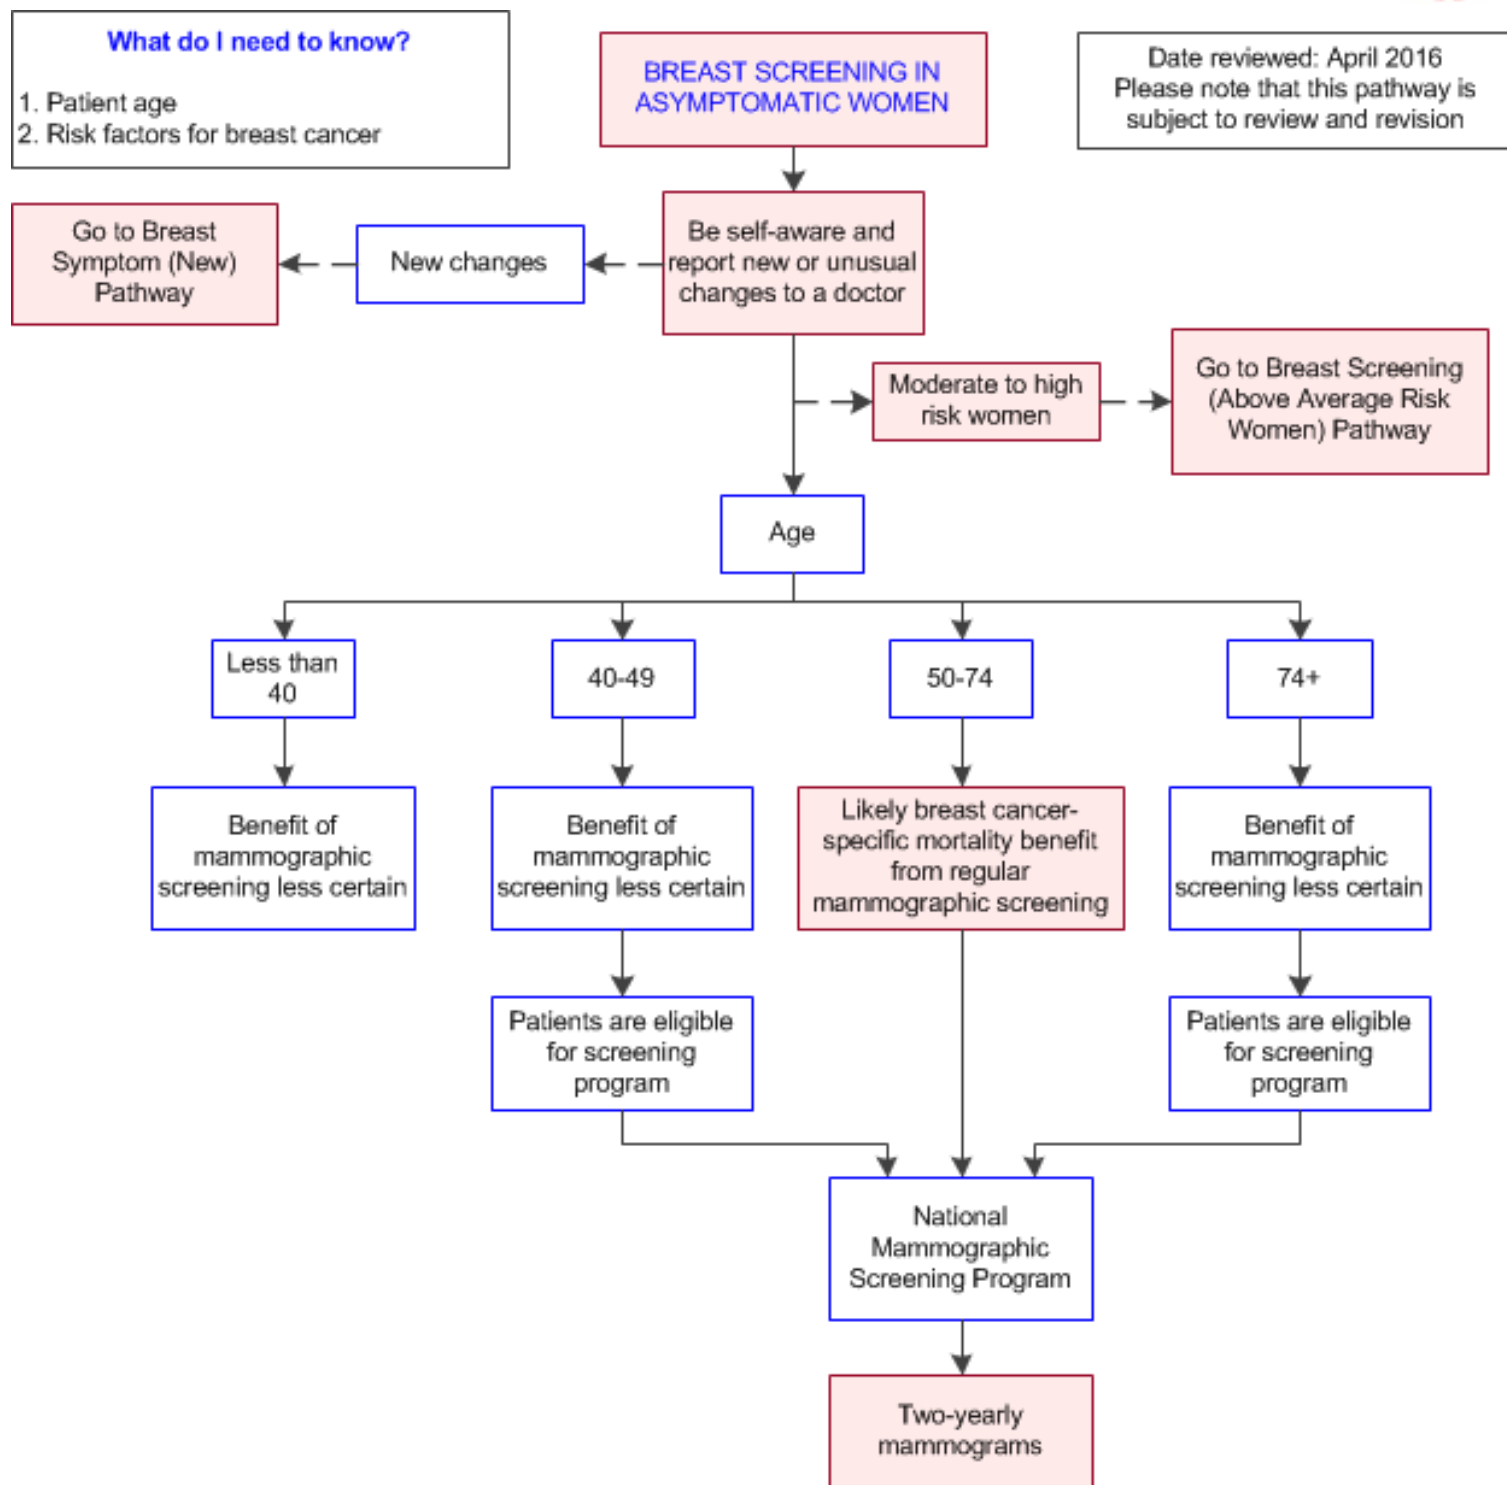 What do I need to know?
1. Patient age
2. Risk factors for breast cancer
BREAST SCREENING IN
ASYMPTOMATIC WOMEN
Date reviewed: April 2016
Please note that this pathway is
subject to review and revision
Go to Breast
Symptom (New)
Pathway
New changes
Be self-aware and
report new or unusual
changes to a doctor
Moderate to high
risk women
Go to Breast Screening
(Above Average Risk
Women) Pathway
Age
Less than
40
40-49
50-74
74+
Benefit of
mammographic
screening less certain
Benefit of
mammographic
screening less certain
Likely breast cancer-
specific mortality benefit
from regular
mammographic screening
Benefit of
mammographic
screening less certain
Patients are eligible
for screening
program
Patients are eligible
for screening
program
National
Mammographic
Screening Program
Two-yearly
mammograms